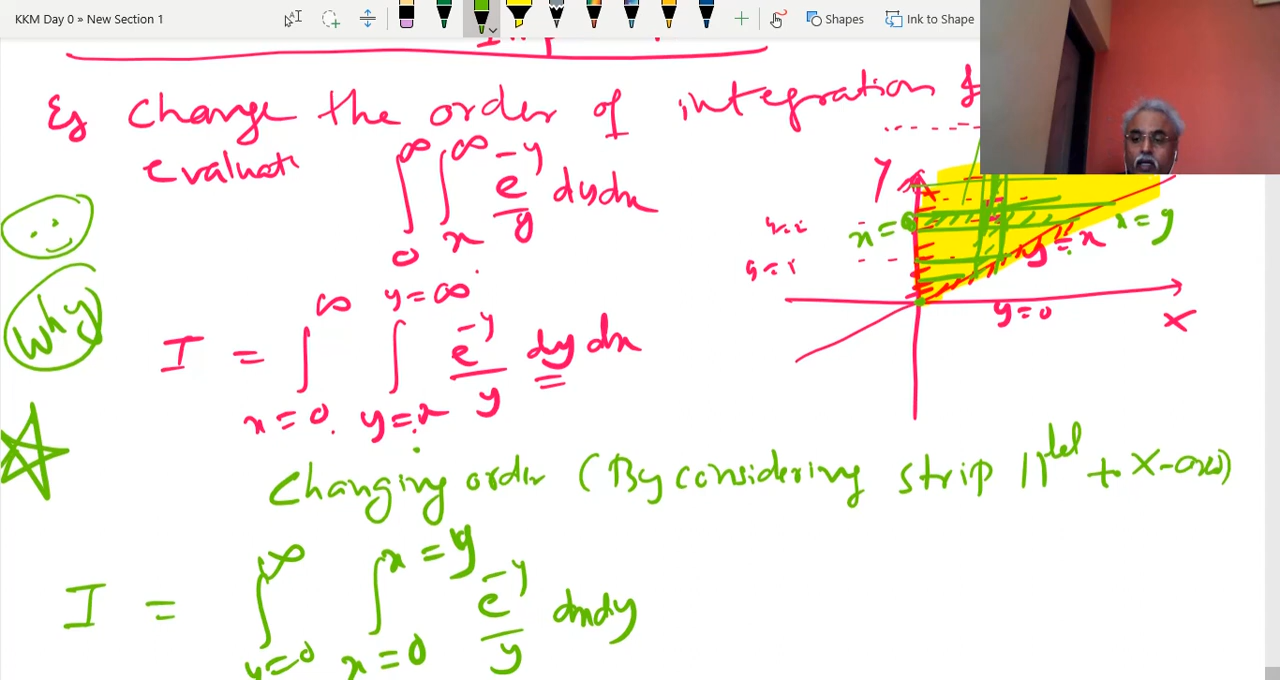 KKM Day 0 » New Section 1
Shapes
Ink to Shape
Eg Change the order of integration &
evaluate ∫₀^∞ ∫ₓ^∞ e^-y/y dy dx
Y
x=0
x=y
y=x
y=0
X
I = ∫_{x=0}^{∞} ∫_{y=x}^{y=∞} e^-y/y dy dx
Why
Changing order (By considering strip ||lel to X-axis)
I = ∫_{y=0}^{∞} ∫_{x=0}^{x=y} e^-y/y dx dy